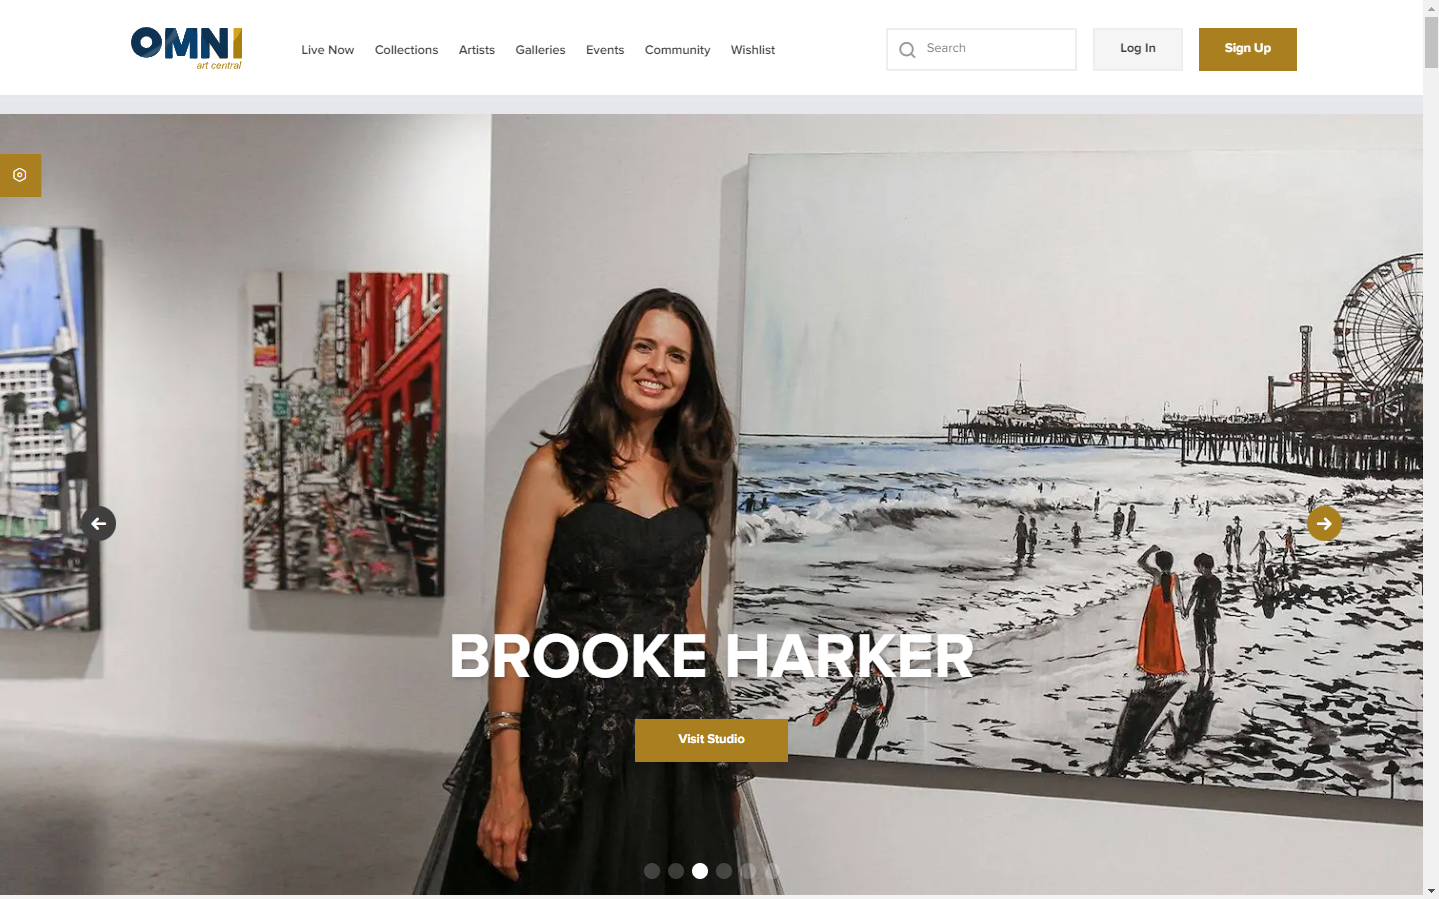 OMNI
art central
Live Now
Collections
Artists
Galleries
Events
Community
Wishlist
Search
Log In
Sign Up
BROOKE HARKER
Visit Studio